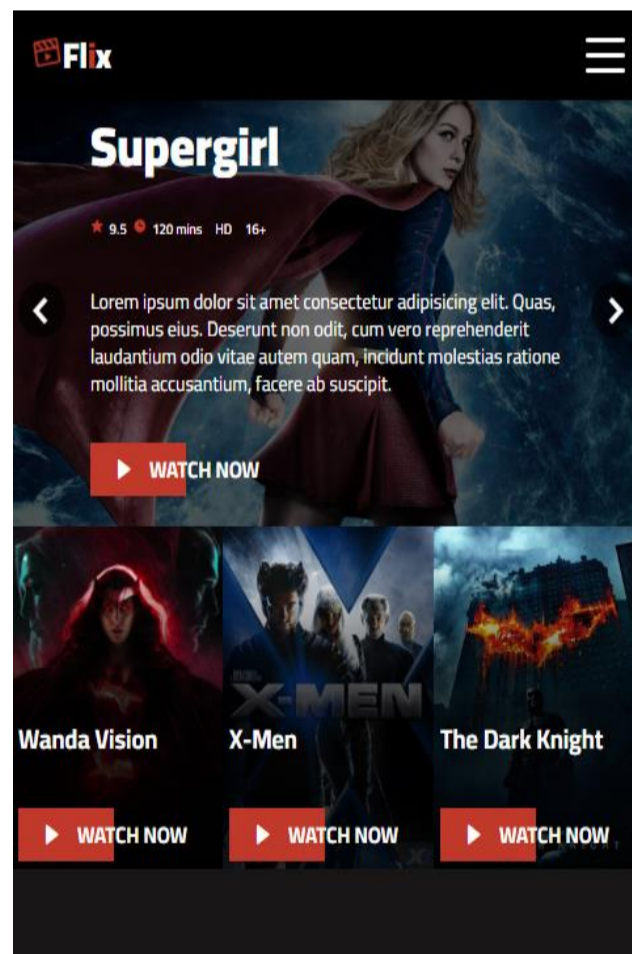 Flix
Supergirl
9.5 120 mins HD 16+
Lorem ipsum dolor sit amet consectetur adipisicing elit. Quas,
possimus eius. Deserunt non odit, cum vero reprehenderit
laudantium odio vitae autem quam, incidunt molestias ratione
mollitia accusantium, facere ab suscipit.
WATCH NOW
X-MEN
Wanda Vision X-Men The Dark Knight
WATCH NOW WATCH NOW WATCH NOW